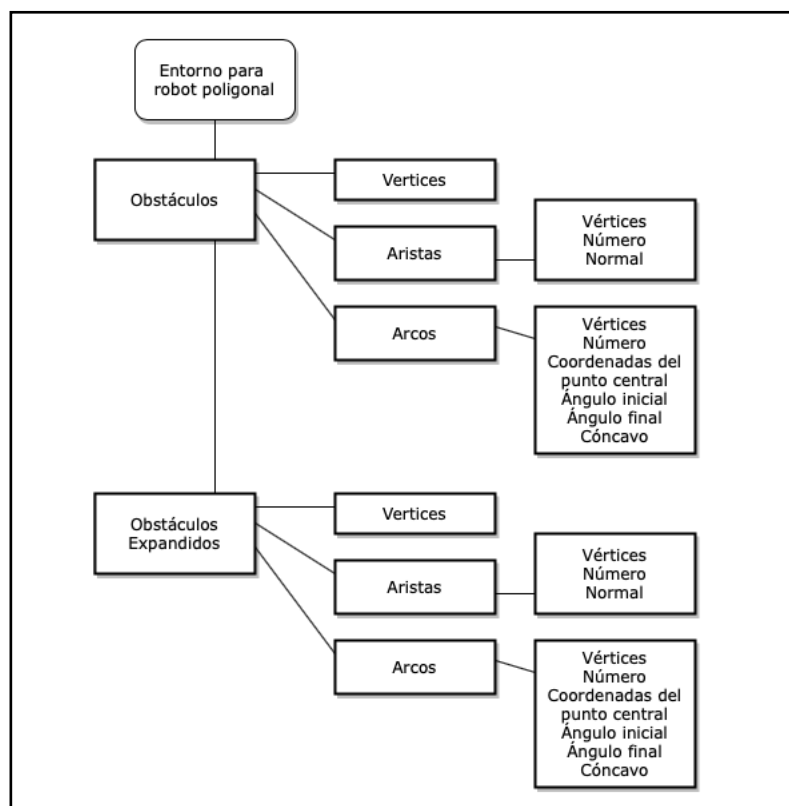 Entorno para
robot poligonal
Obstáculos
Vertices
Aristas
Vértices
Número
Normal
Arcos
Vértices
Número
Coordenadas del
punto central
Ángulo inicial
Ángulo final
Cóncavo
Obstáculos
Expandidos
Vertices
Aristas
Vértices
Número
Normal
Arcos
Vértices
Número
Coordenadas del
punto central
Ángulo inicial
Ángulo final
Cóncavo